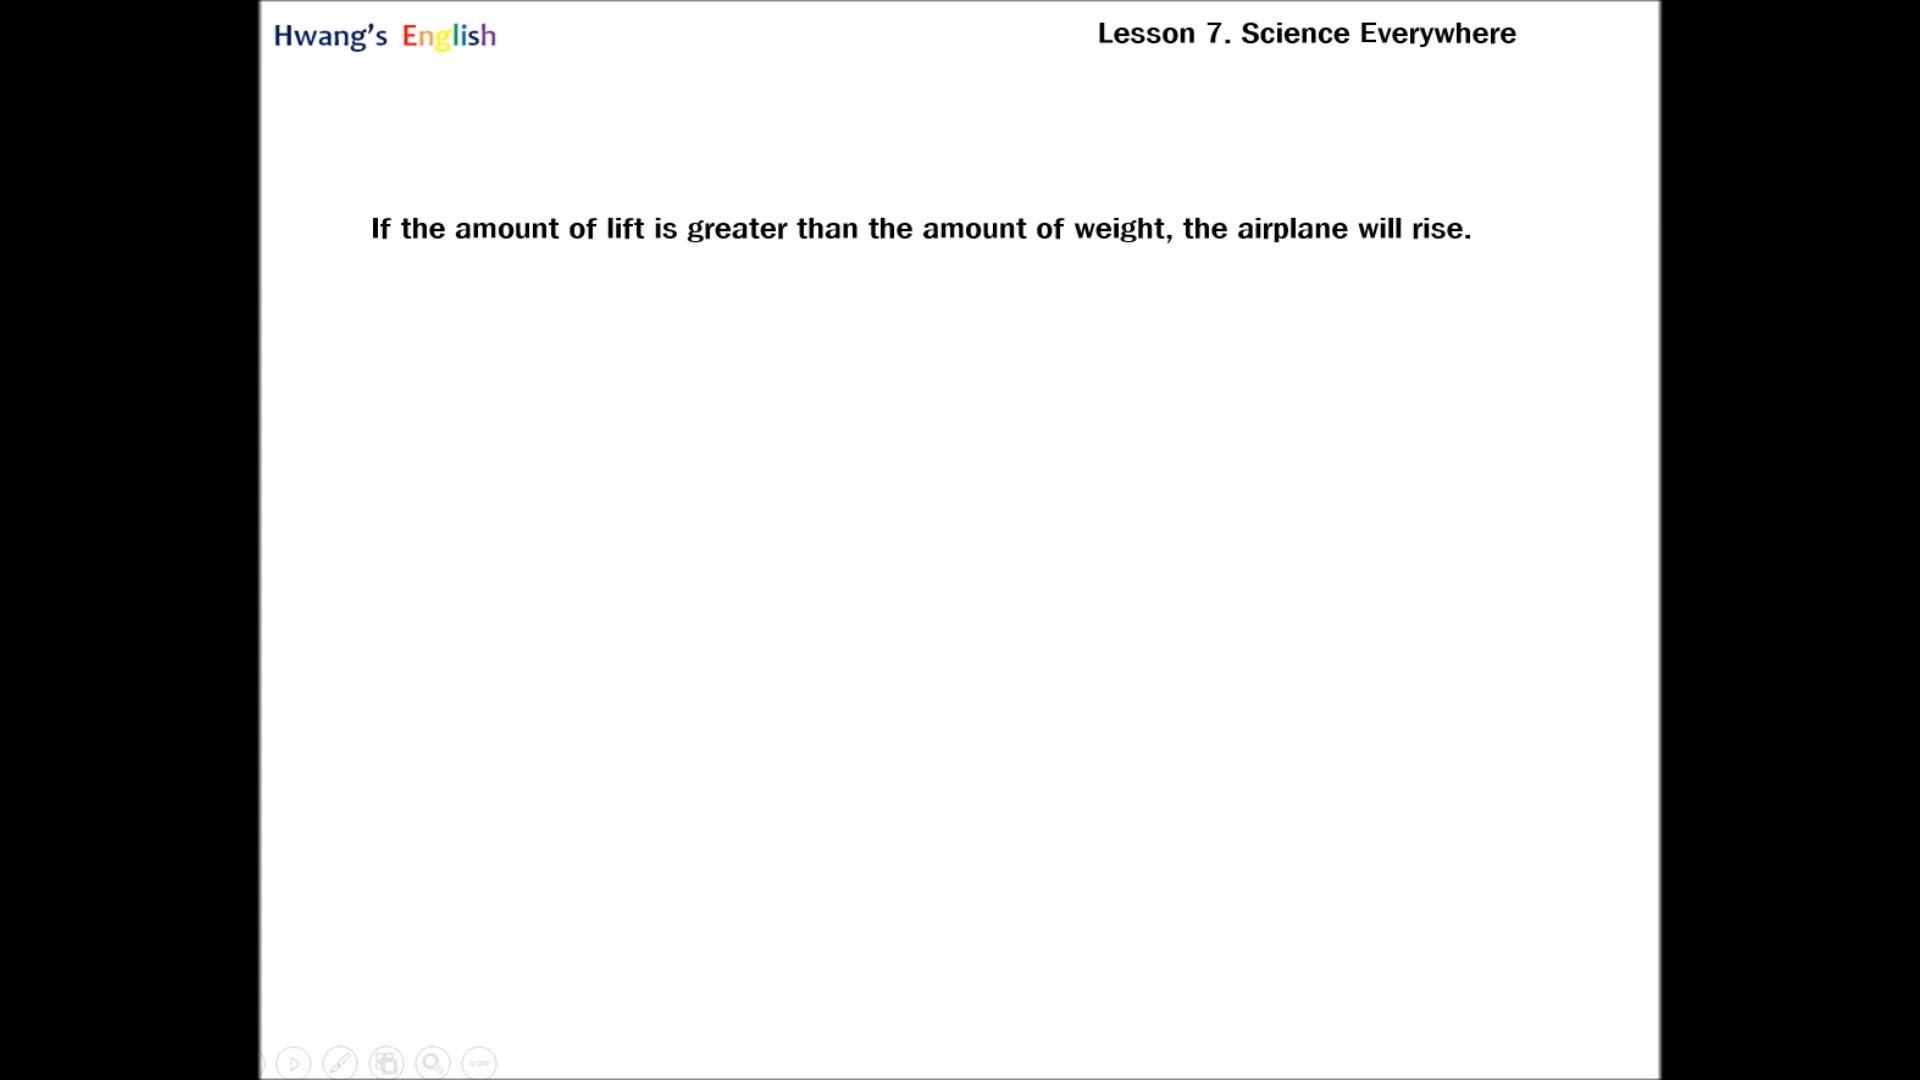 Hwang's English
Lesson 7. Science Everywhere
If the amount of lift is greater than the amount of weight, the airplane will rise.